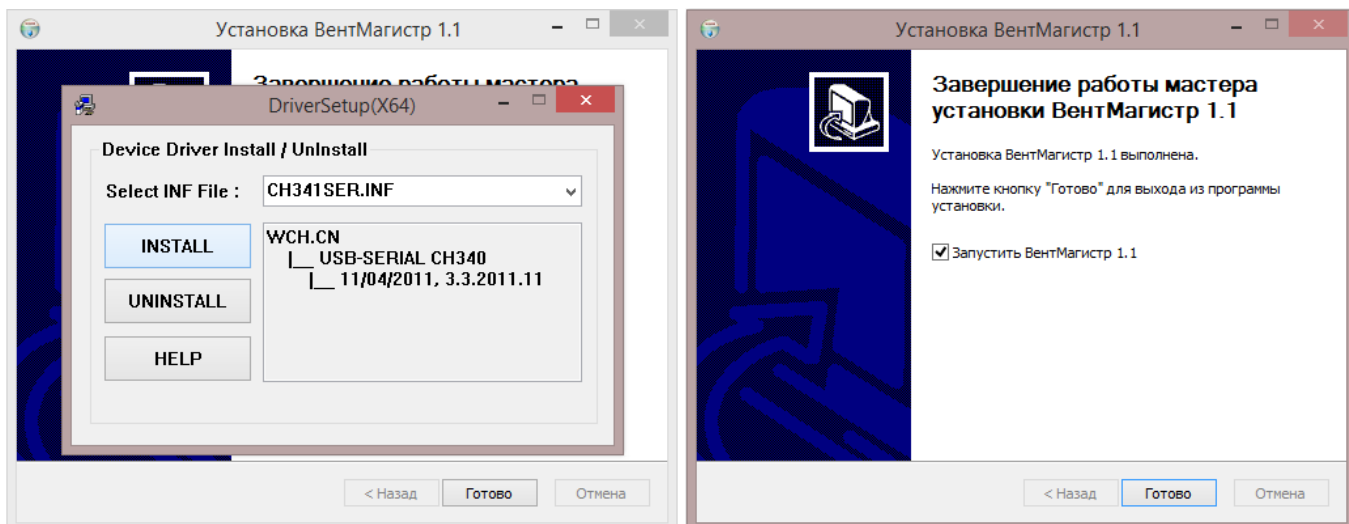 Установка ВентМагистр 1.1
Завершение работы мастера
DriverSetup(X64)
Device Driver Install / UnInstall
Select INF File :
CH341SER.INF
INSTALL
UNINSTALL
HELP
WCH.CN
|__ USB-SERIAL CH340
|__ 11/04/2011, 3.3.2011.11
< Назад
Готово
Отмена
Установка ВентМагистр 1.1
Завершение работы мастера
установки ВентМагистр 1.1
Установка ВентМагистр 1.1 выполнена.
Нажмите кнопку "Готово" для выхода из программы
установки.
Запустить ВентМагистр 1.1
< Назад
Готово
Отмена